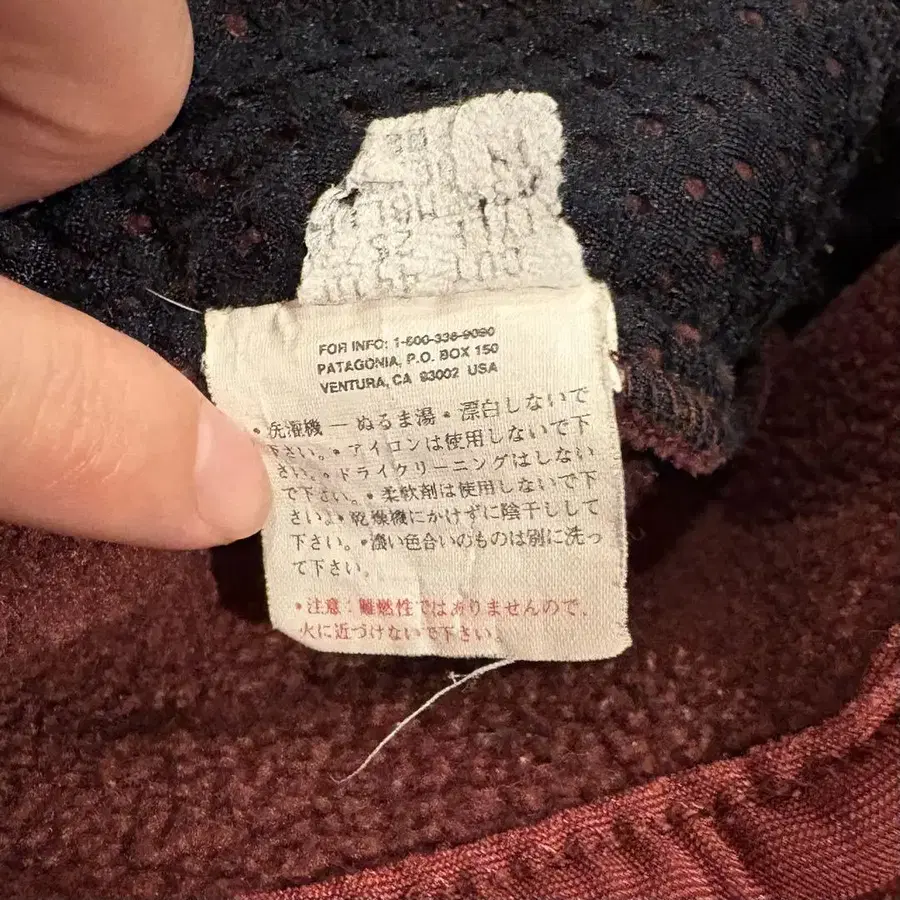 FOR INFO: 1-800-336-9090
PATAGONIA, P.O. BOX 150
VENTURA, CA 93002 USA
・洗濯機 — ぬるま湯・漂白しないで
下さい。・アイロンは使用しないで下
さい。・ドライクリーニングはしない
で下さい。・柔軟剤は使用しないで下
さい。・乾燥機にかけずに陰干しして
下さい。・濃い色合いのものは別に洗っ
て下さい。
・注意：難燃性ではありませんので、
火に近づけないで下さい。